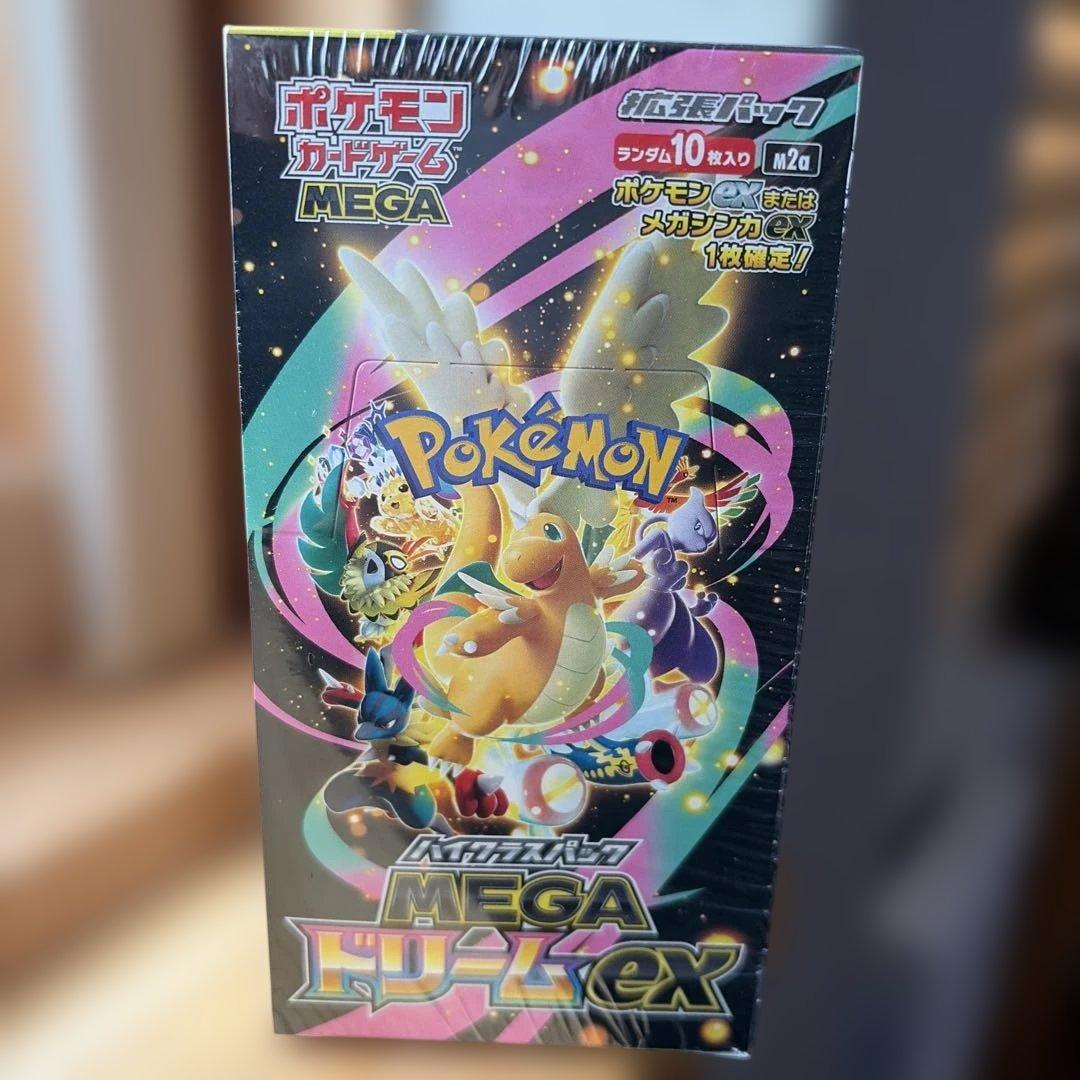 ポケモン
カードゲーム™
MEGA
拡張パック
ランダム10枚入り M2a
ポケモンexまたは
メガシンカex
1枚確定!
POKéMON™
ハイクラスパック
MEGA
ドリームex